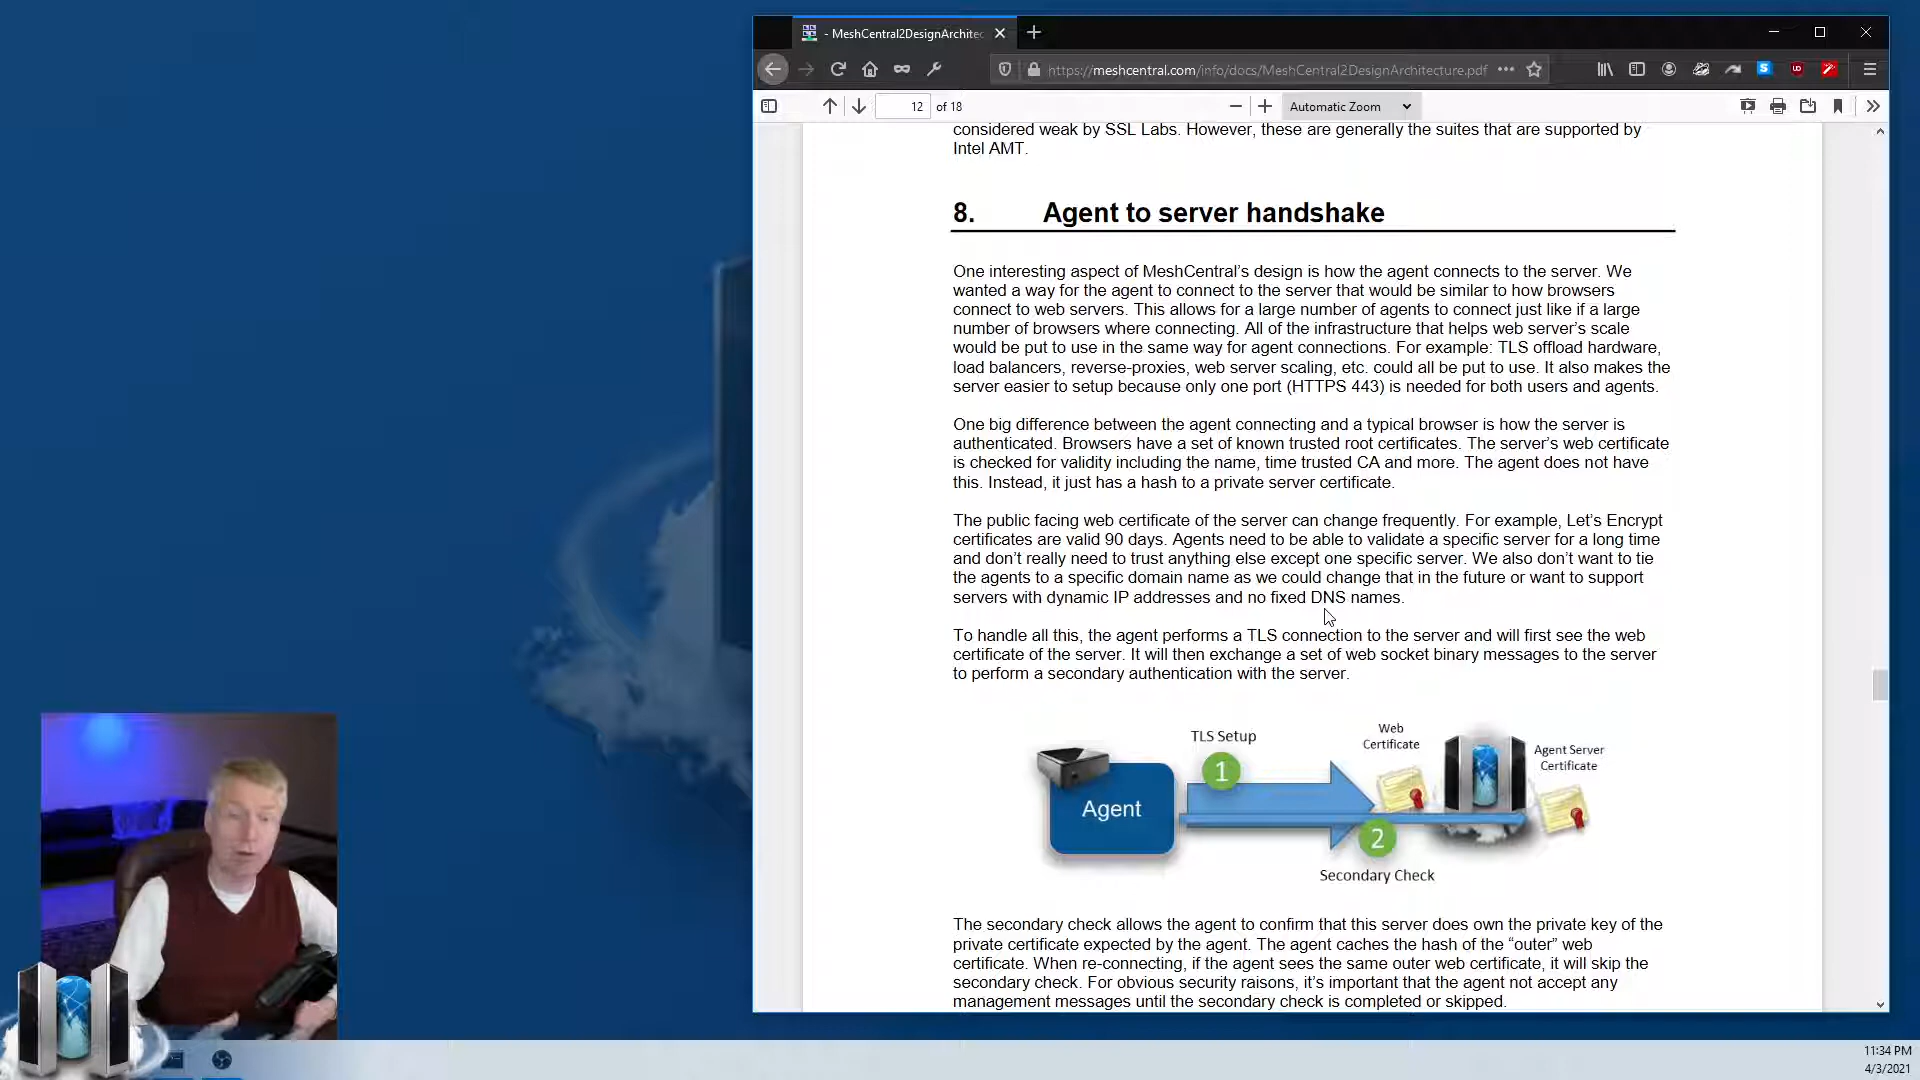 - MeshCentral2DesignArchitec
https://meshcentral.com/info/docs/MeshCentral2DesignArchitecture.pdf
12 of 18
Automatic Zoom
considered weak by SSL Labs. However, these are generally the suites that are supported by
Intel AMT.
8. Agent to server handshake
One interesting aspect of MeshCentral's design is how the agent connects to the server. We
wanted a way for the agent to connect to the server that would be similar to how browsers
connect to web servers. This allows for a large number of agents to connect just like if a large
number of browsers where connecting. All of the infrastructure that helps web server's scale
would be put to use in the same way for agent connections. For example: TLS offload hardware,
load balancers, reverse-proxies, web server scaling, etc. could all be put to use. It also makes the
server easier to setup because only one port (HTTPS 443) is needed for both users and agents.
One big difference between the agent connecting and a typical browser is how the server is
authenticated. Browsers have a set of known trusted root certificates. The server's web certificate
is checked for validity including the name, time trusted CA and more. The agent does not have
this. Instead, it just has a hash to a private server certificate.
The public facing web certificate of the server can change frequently. For example, Let's Encrypt
certificates are valid 90 days. Agents need to be able to validate a specific server for a long time
and don't really need to trust anything else except one specific server. We also don't want to tie
the agents to a specific domain name as we could change that in the future or want to support
servers with dynamic IP addresses and no fixed DNS names.
To handle all this, the agent performs a TLS connection to the server and will first see the web
certificate of the server. It will then exchange a set of web socket binary messages to the server
to perform a secondary authentication with the server.
TLS Setup
1
Web
Certificate
Agent Server
Certificate
Agent
2
Secondary Check
The secondary check allows the agent to confirm that this server does own the private key of the
private certificate expected by the agent. The agent caches the hash of the “outer” web
certificate. When re-connecting, if the agent sees the same outer web certificate, it will skip the
secondary check. For obvious security raisons, it's important that the agent not accept any
management messages until the secondary check is completed or skipped.
11:34 PM
4/3/2021